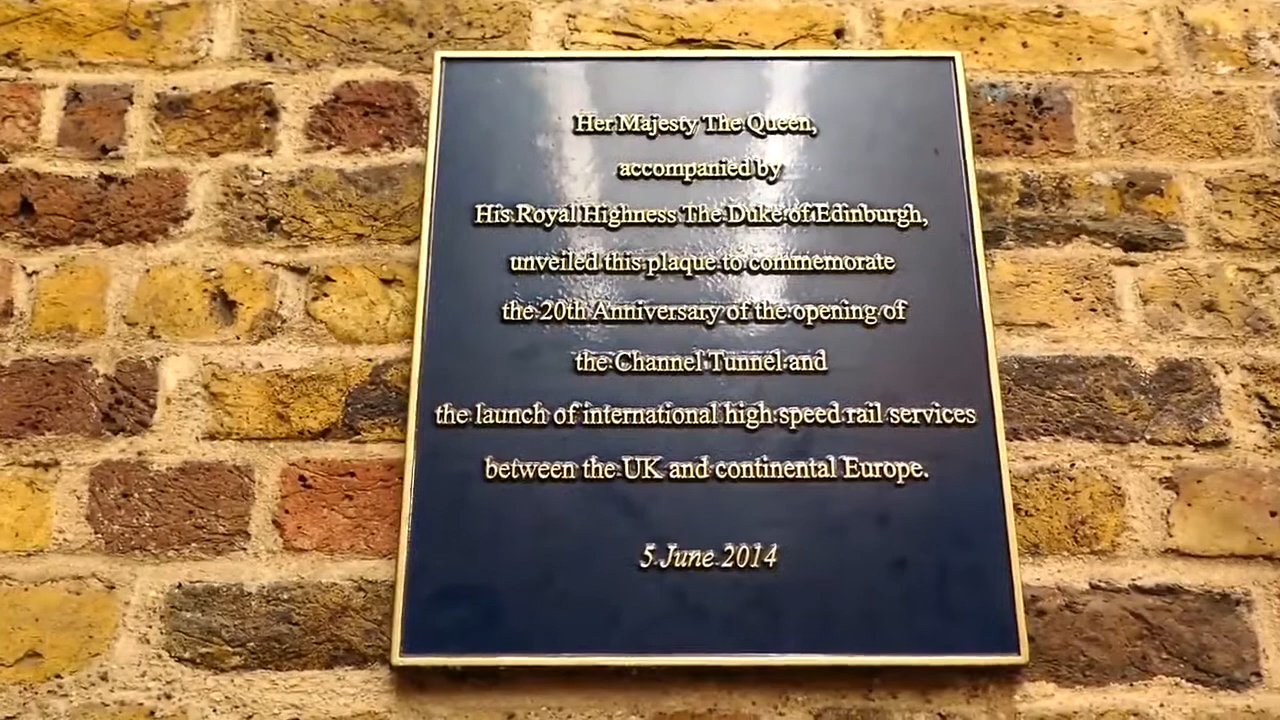 Her Majesty The Queen,
accompanied by
His Royal Highness The Duke of Edinburgh,
unveiled this plaque to commemorate
the 20th Anniversary of the opening of
the Channel Tunnel and
the launch of international high speed rail services
between the UK and continental Europe.
5 June 2014